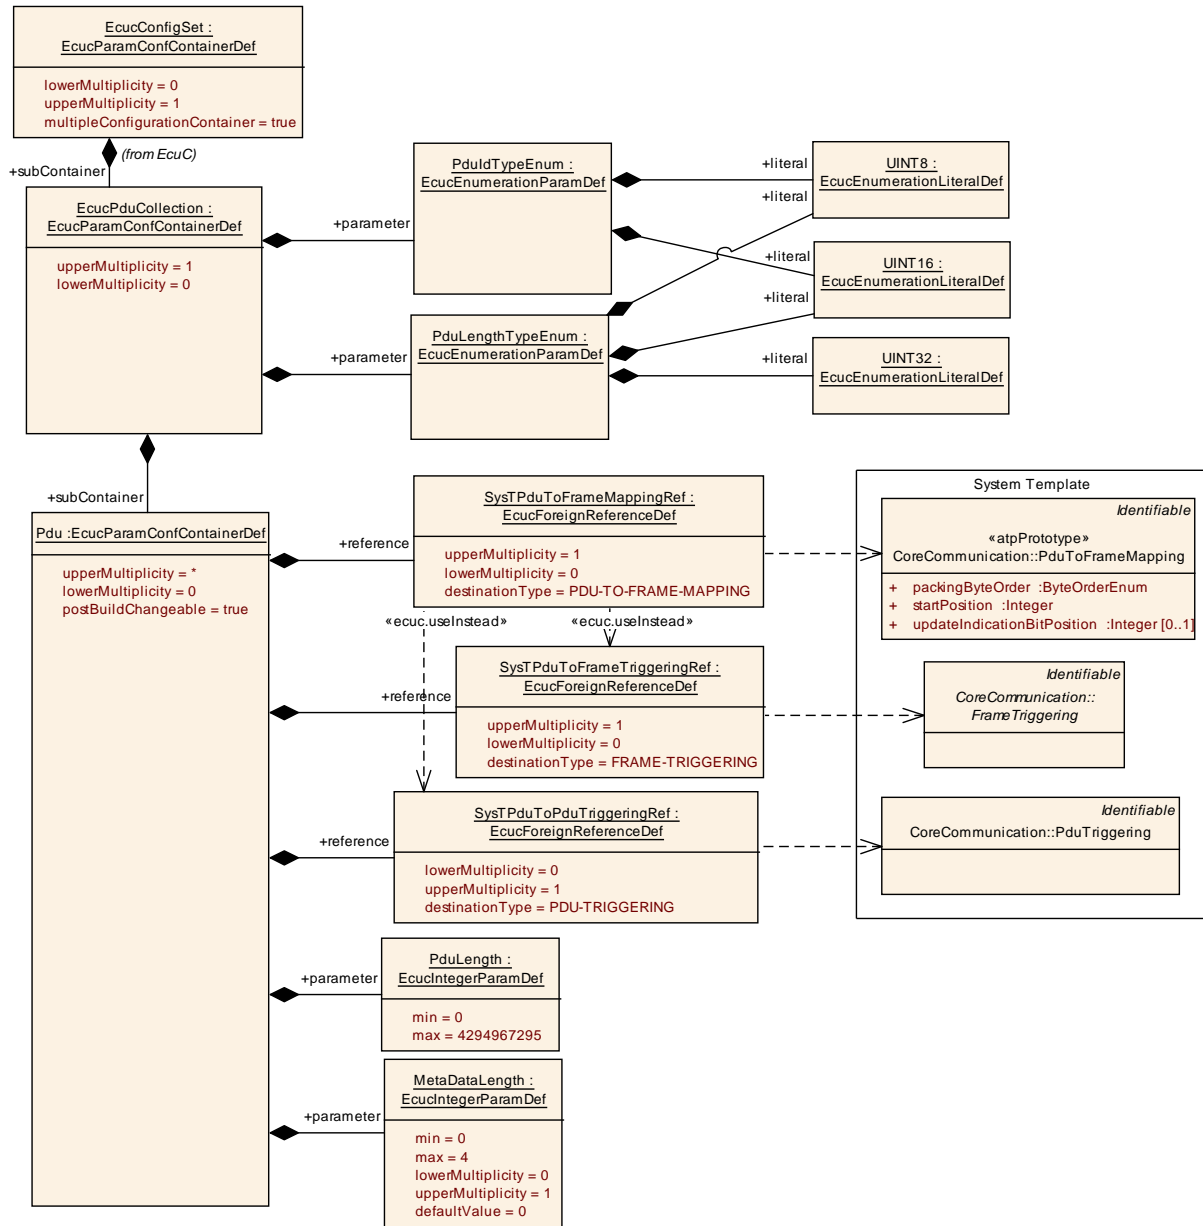 EcucConfigSet :
EcucParamConfContainerDef
lowerMultiplicity = 0
upperMultiplicity = 1
multipleConfigurationContainer = true
(from EcuC)
+subContainer
EcucPduCollection :
EcucParamConfContainerDef
upperMultiplicity = 1
lowerMultiplicity = 0
+parameter
PduIdTypeEnum :
EcucEnumerationParamDef
+literal
UINT8 :
EcucEnumerationLiteralDef
+literal
+literal
UINT16 :
EcucEnumerationLiteralDef
+literal
+parameter
PduLengthTypeEnum :
EcucEnumerationParamDef
+literal
UINT32 :
EcucEnumerationLiteralDef
+subContainer
Pdu :EcucParamConfContainerDef
upperMultiplicity = *
lowerMultiplicity = 0
postBuildChangeable = true
+reference
SysTPduToFrameMappingRef :
EcucForeignReferenceDef
upperMultiplicity = 1
lowerMultiplicity = 0
destinationType = PDU-TO-FRAME-MAPPING
System Template
Identifiable
«atpPrototype»
CoreCommunication::PduToFrameMapping
+ packingByteOrder :ByteOrderEnum
+ startPosition :Integer
+ updateIndicationBitPosition :Integer [0..1]
«ecuc.useInstead»
«ecuc.useInstead»
+reference
SysTPduToFrameTriggeringRef :
EcucForeignReferenceDef
upperMultiplicity = 1
lowerMultiplicity = 0
destinationType = FRAME-TRIGGERING
Identifiable
CoreCommunication::
FrameTriggering
+reference
SysTPduToPduTriggeringRef :
EcucForeignReferenceDef
lowerMultiplicity = 0
upperMultiplicity = 1
destinationType = PDU-TRIGGERING
Identifiable
CoreCommunication::PduTriggering
+parameter
PduLength :
EcucIntegerParamDef
min = 0
max = 4294967295
+parameter
MetaDataLength :
EcucIntegerParamDef
min = 0
max = 4
lowerMultiplicity = 0
upperMultiplicity = 1
defaultValue = 0